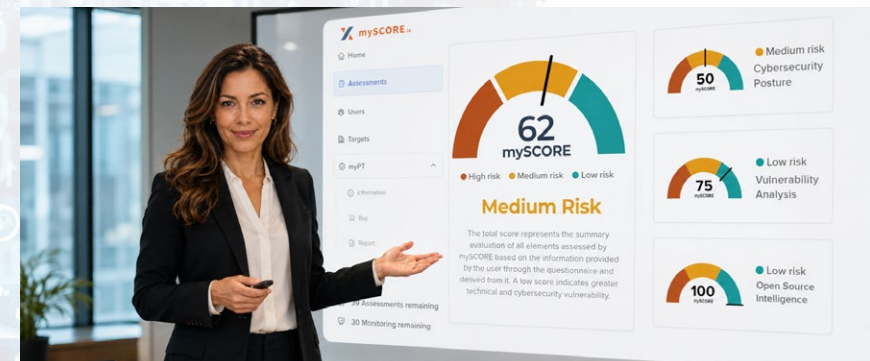 mySCORE
Home
Assessments
Users
Targets
myPT
Information
Buy
Report
Assessments remaining
30 Monitoring remaining
62
mySCORE
High risk
Medium risk
Low risk
Medium Risk
The total score represents the summary
evaluation of all elements assessed by
mySCORE based on the information provided
by the user through the questionnaire and
derived from it. A low score indicates greater
technical and cybersecurity vulnerability.
50
mySCORE
Medium risk
Cybersecurity
Posture
75
mySCORE
Low risk
Vulnerability
Analysis
100
mySCORE
Low risk
Open Source
Intelligence